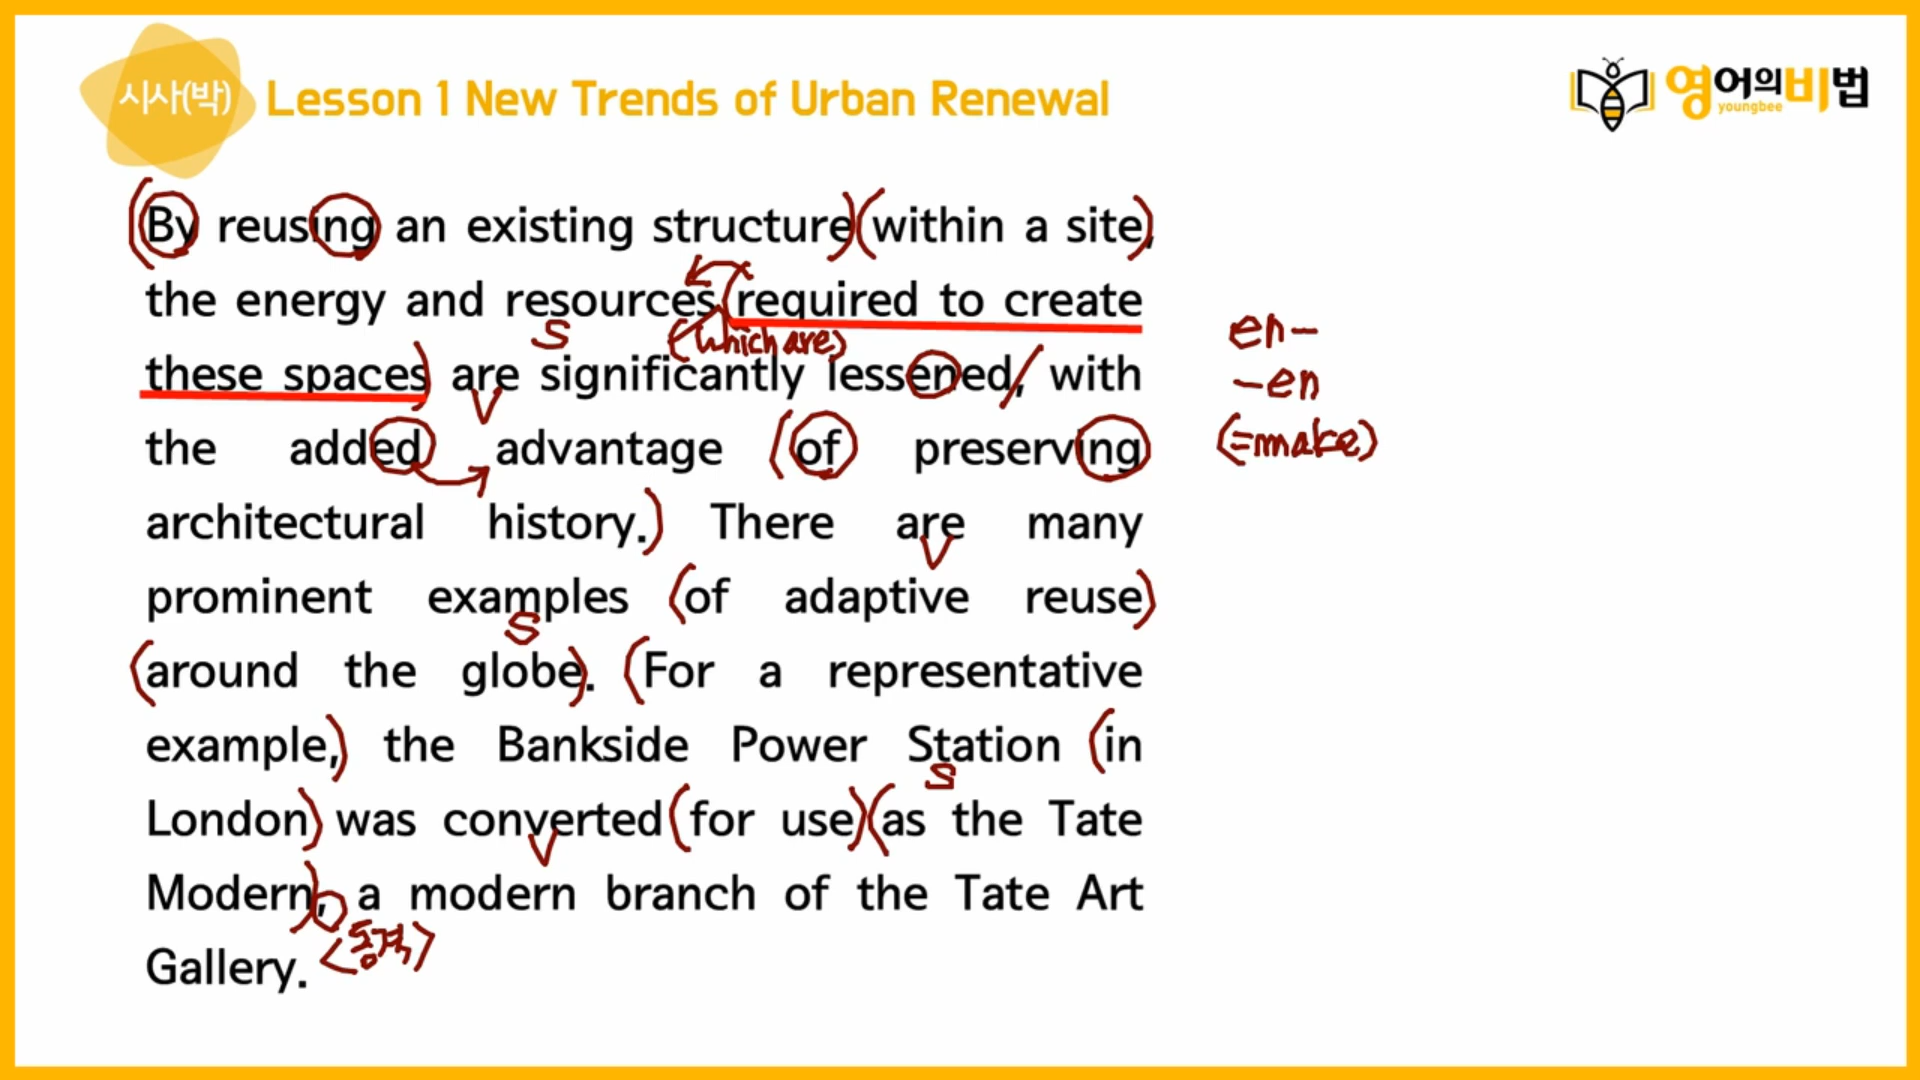 시사(박)
Lesson 1 New Trends of Urban Renewal
영어의비법
youngbee
By reusing an existing structure within a site,
the energy and resources required to create
S
(which are)
these spaces are significantly lessened, with
V
the added advantage of preserving
architectural history. There are many
V
prominent examples of adaptive reuse
S
around the globe. For a representative
example, the Bankside Power Station in
S
London was converted for use as the Tate
V
Modern, a modern branch of the Tate Art
<동격>
Gallery.
en-
-en
(=make)